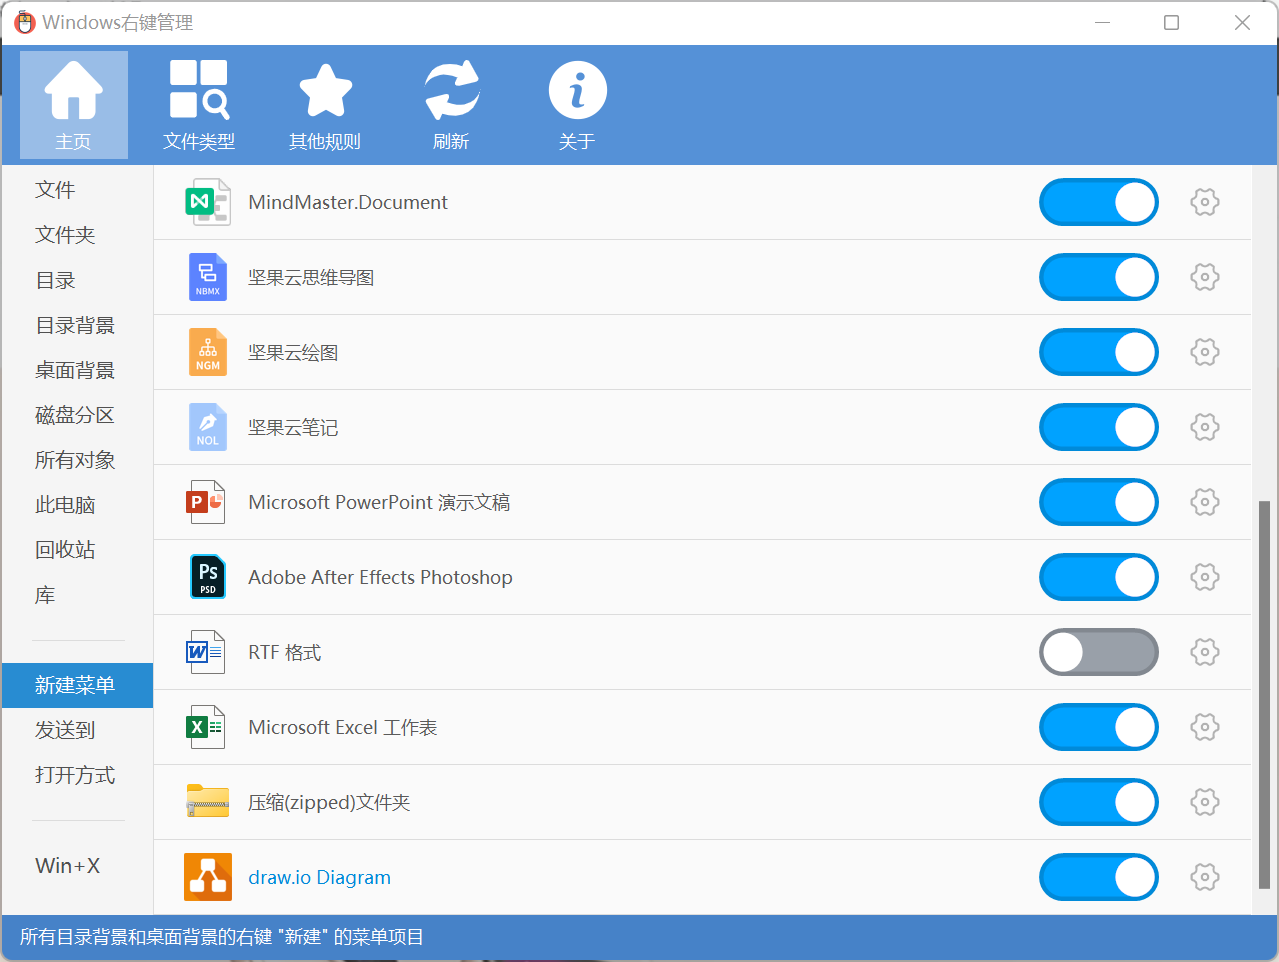 Windows右键管理
主页
文件类型
其他规则
刷新
关于
文件
文件夹
目录
目录背景
桌面背景
磁盘分区
所有对象
此电脑
回收站
库
新建菜单
发送到
打开方式
Win+X
MindMaster.Document
NBMX
坚果云思维导图
NGM
坚果云绘图
NOL
坚果云笔记
P
Microsoft PowerPoint 演示文稿
Ps
PSD
Adobe After Effects Photoshop
W
RTF 格式
X
Microsoft Excel 工作表
压缩(zipped)文件夹
draw.io Diagram
所有目录背景和桌面背景的右键 "新建" 的菜单项目